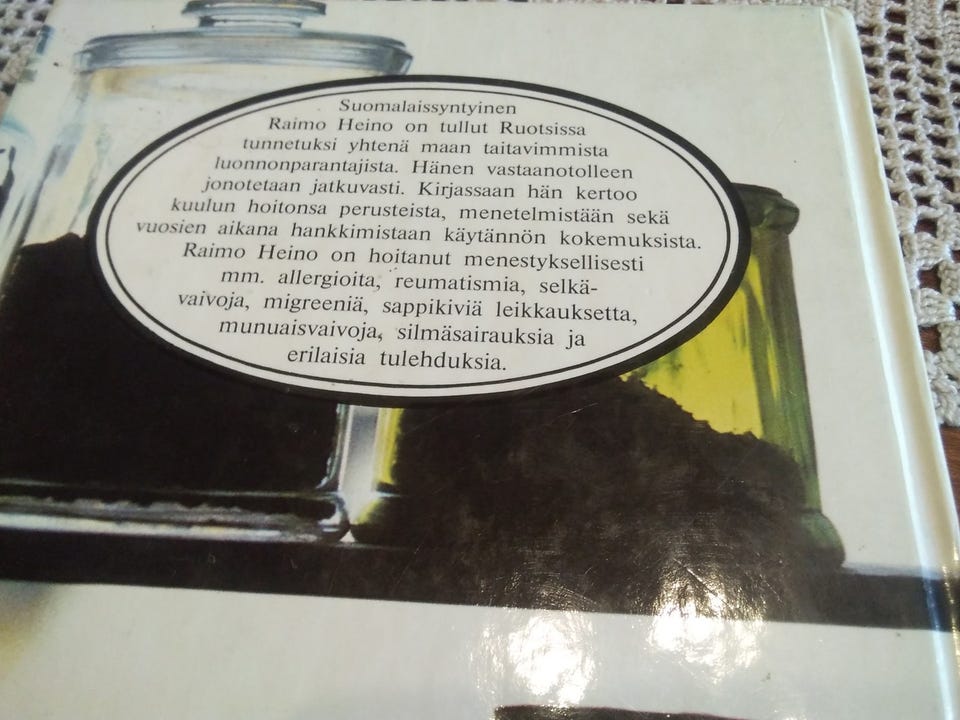 Suomalaissyntyinen
Raimo Heino on tullut Ruotsissa
tunnetuksi yhtenä maan taitavimmista
luonnonparantajista. Hänen vastaanotolleen
jonotetaan jatkuvasti. Kirjassaan hän kertoo
kuulun hoitonsa perusteista, menetelmistään sekä
vuosien aikana hankkimistaan käytännön kokemuksista.
Raimo Heino on hoitanut menestyksellisesti
mm. allergioita, reumatismia, selkä-
vaivoja, migreeniä, sappikiviä leikkauksetta,
munuaisvaivoja, silmäsairauksia ja
erilaisia tulehduksia.